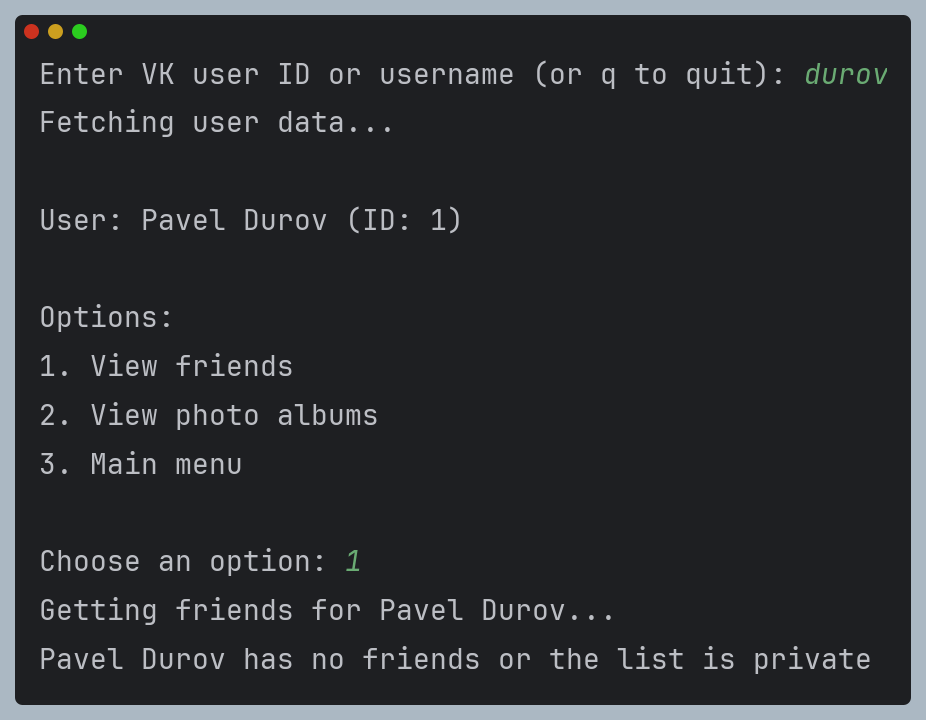 Enter VK user ID or username (or q to quit): durov
Fetching user data...
User: Pavel Durov (ID: 1)
Options:
1. View friends
2. View photo albums
3. Main menu
Choose an option: 1
Getting friends for Pavel Durov...
Pavel Durov has no friends or the list is private